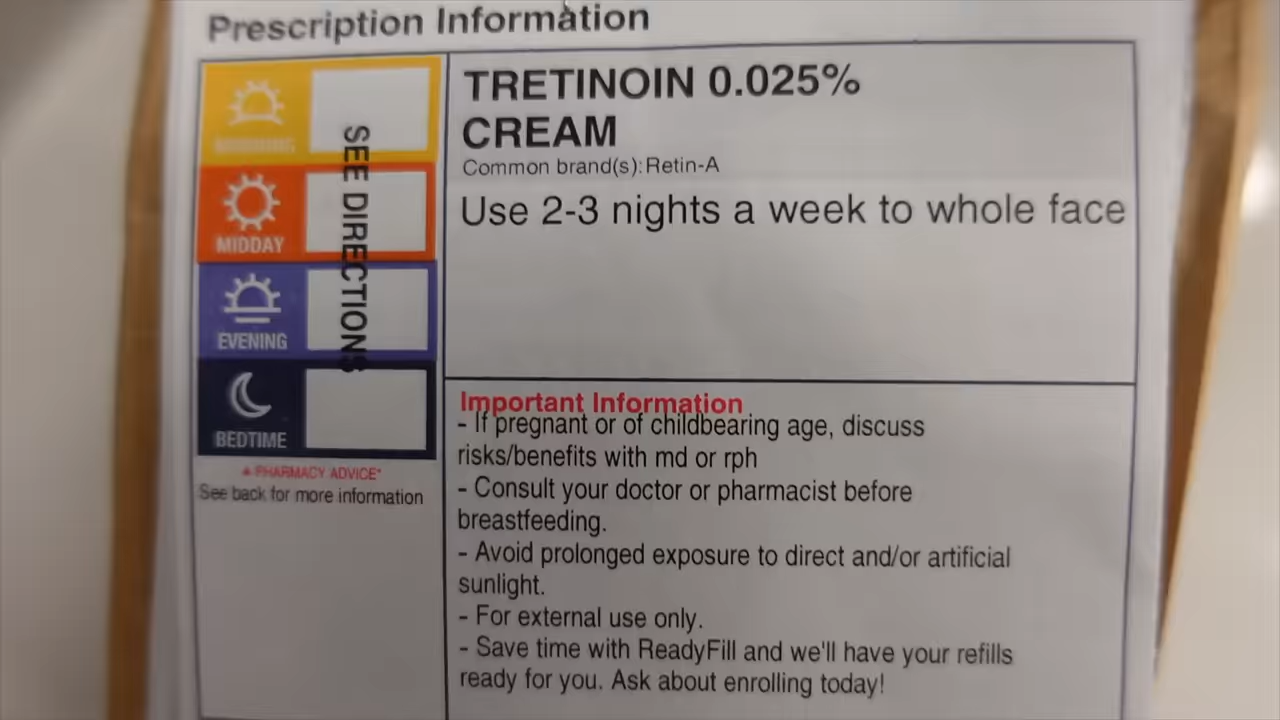 Prescription Information
MORNING
MIDDAY
EVENING
BEDTIME
SEE DIRECTIONS
PHARMACY ADVICE*
See back for more information
TRETINOIN 0.025%
CREAM
Common brand(s): Retin-A
Use 2-3 nights a week to whole face
Important Information
- If pregnant or of childbearing age, discuss
risks/benefits with md or rph
- Consult your doctor or pharmacist before
breastfeeding.
- Avoid prolonged exposure to direct and/or artificial
sunlight.
- For external use only.
- Save time with ReadyFill and we'll have your refills
ready for you. Ask about enrolling today!